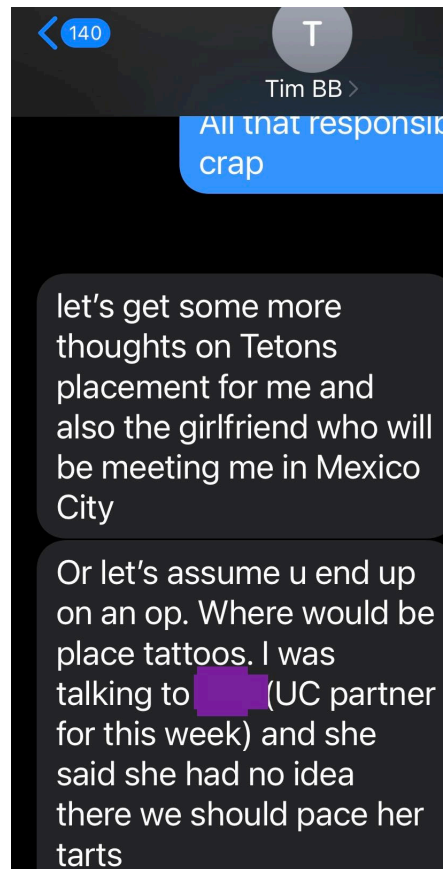 140
T
Tim BB
crap
let's get some more
thoughts on Tetons
placement for me and
also the girlfriend who will
be meeting me in Mexico
City
Or let's assume u end up
on an op. Where would be
place tattoos. I was
talking to (UC partner
for this week) and she
said she had no idea
there we should pace her
tarts